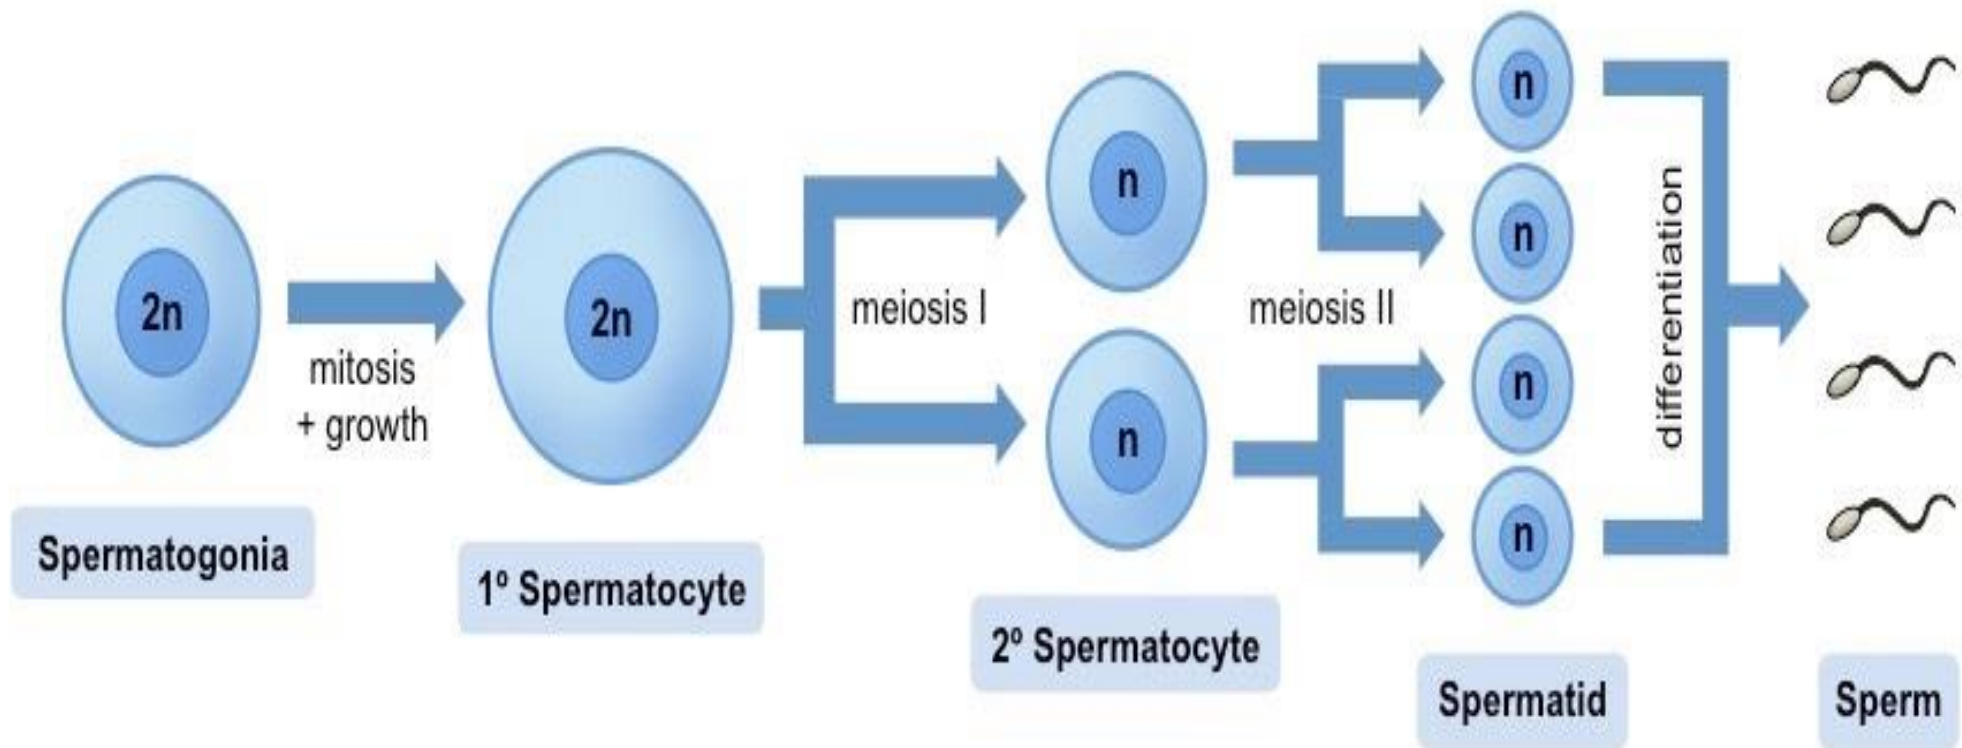 2n
mitosis
+ growth
Spermatogonia
2n
1º Spermatocyte
meiosis I
n
n
2º Spermatocyte
meiosis II
n
n
n
n
Spermatid
differentiation
Sperm